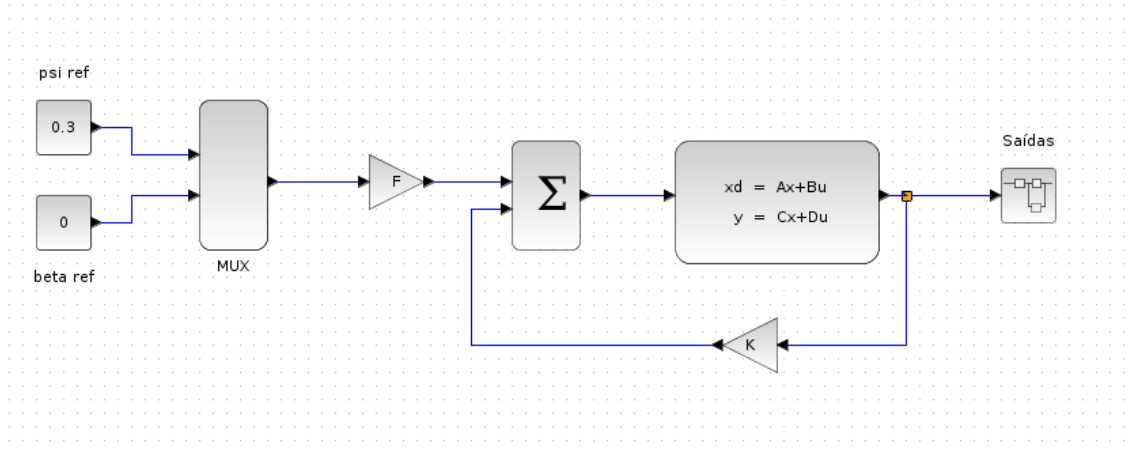 psi ref
0.3
0
beta ref
MUX
F
Σ
xd = Ax+Bu
y = Cx+Du
Saídas
K